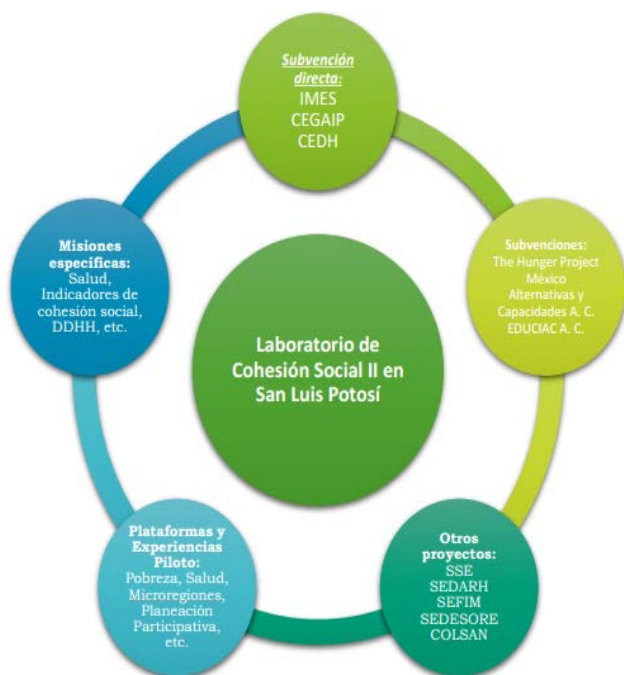 Subvención
directa:
IMES
CEGAIP
CEDH
Subvenciones:
The Hunger Project
México
Alternativas y
Capacidades A. C.
EDUCIAC A. C.
Otros
proyectos:
SSE
SEDARH
SEFIM
SEDESORE
COLSAN
Plataformas y
Experiencias
Piloto:
Pobreza, Salud,
Microregiones,
Planeación
Participativa,
etc.
Misiones
específicas:
Salud,
Indicadores de
cohesión social,
DDHH, etc.
Laboratorio de
Cohesión Social II en
San Luis Potosí